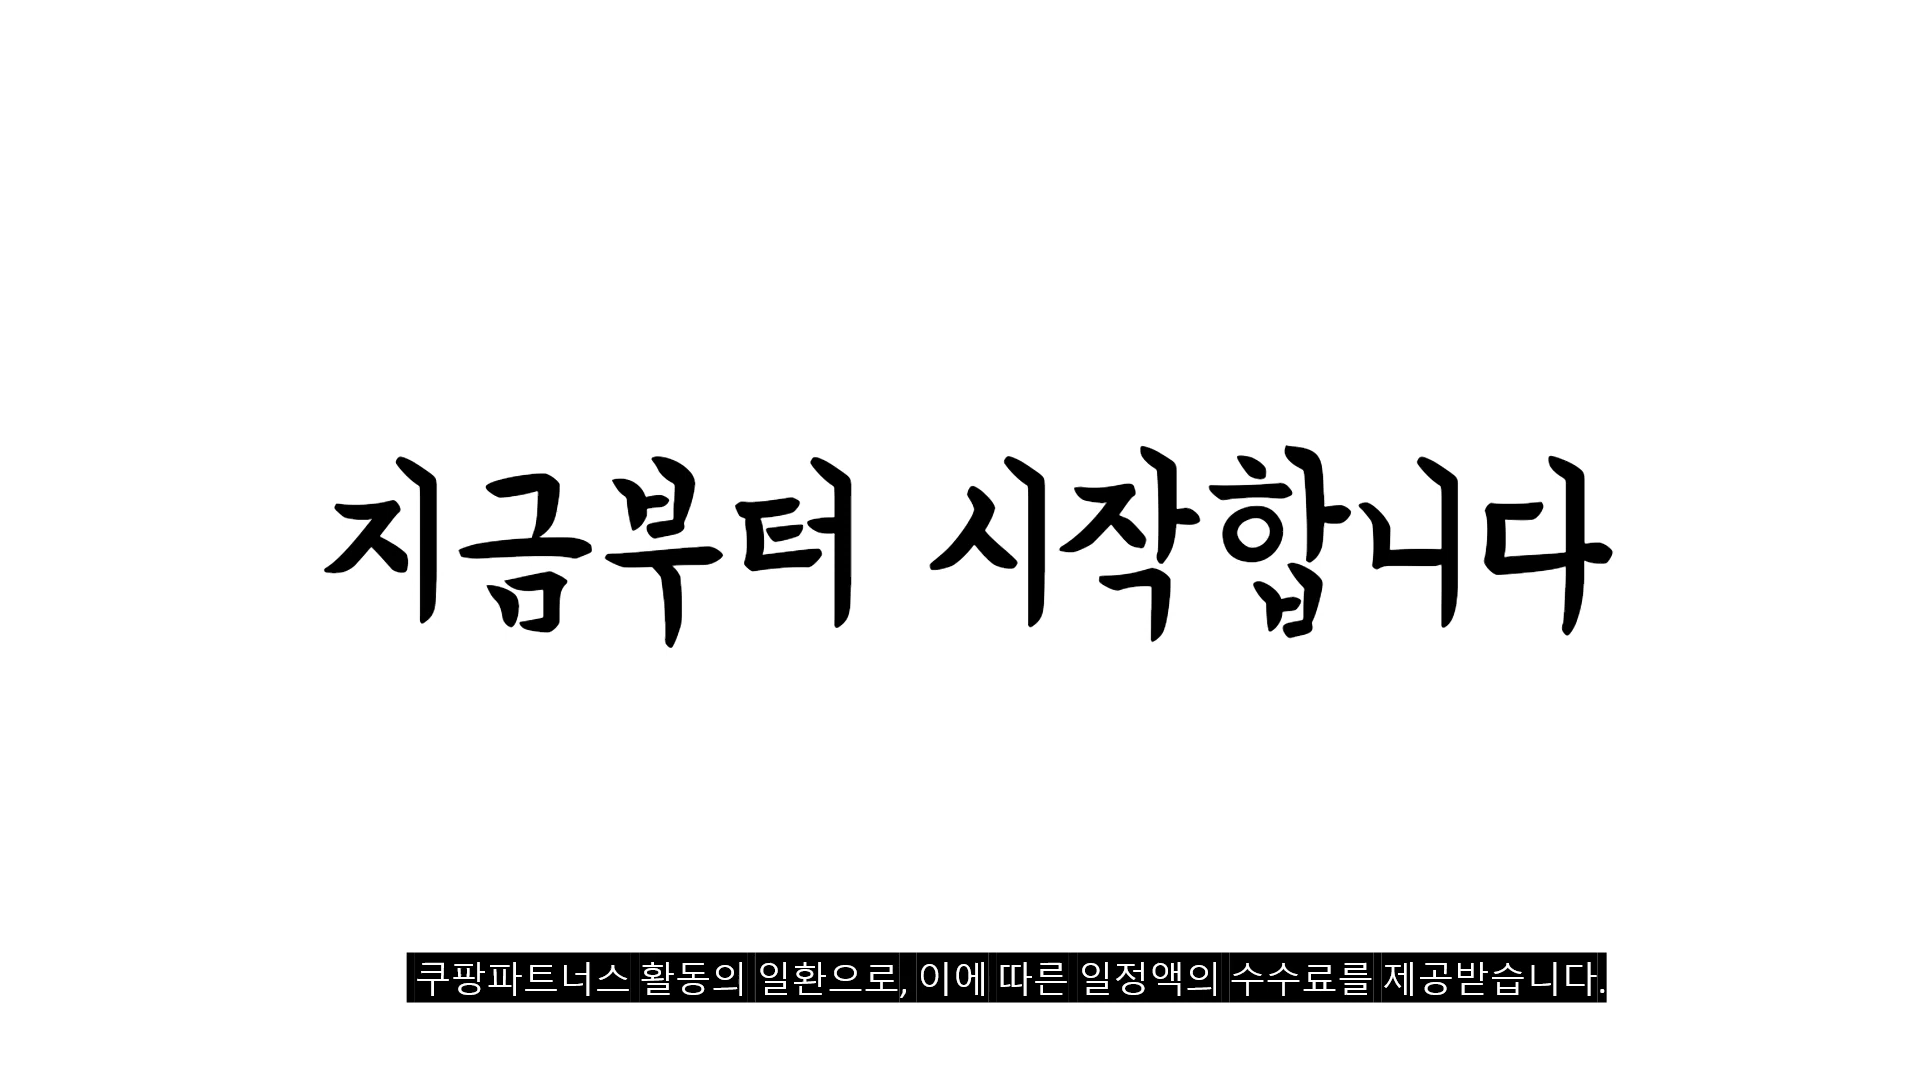 지금부터 시작합니다
쿠팡파트너스 활동의 일환으로, 이에 따른 일정액의 수수료를 제공받습니다.